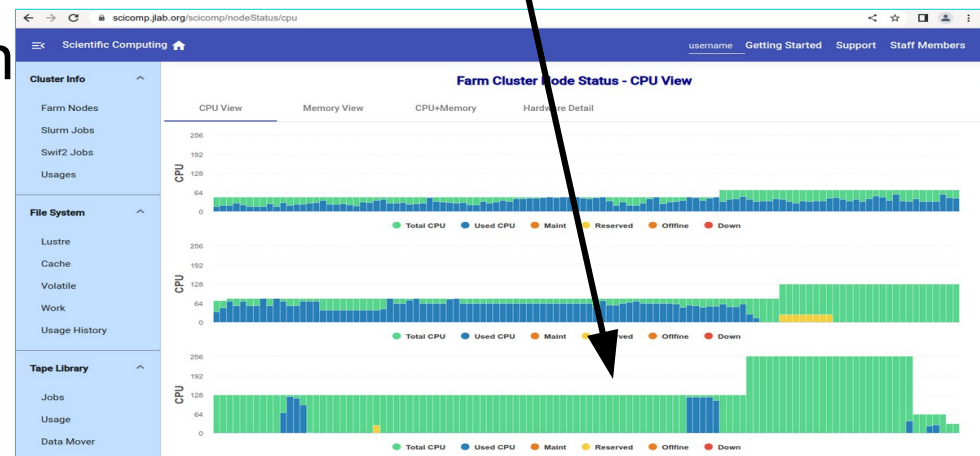 scicomp.jlab.org/scicomp/nodeStatus/cpu
n
Scientific Computing
username Getting Started Support Staff Members
Cluster Info
Farm Nodes
Slurm Jobs
Swif2 Jobs
Usages
File System
Lustre
Cache
Volatile
Work
Usage History
Tape Library
Jobs
Usage
Data Mover
Farm Cluster Node Status - CPU View
CPU View Memory View CPU+Memory Hardware Detail
256
192
128
64
0
CPU
Total CPU Used CPU Maint Reserved Offline Down
256
192
128
64
0
CPU
Total CPU Used CPU Maint Reserved Offline Down
256
192
128
64
0
CPU
Total CPU Used CPU Maint Reserved Offline Down